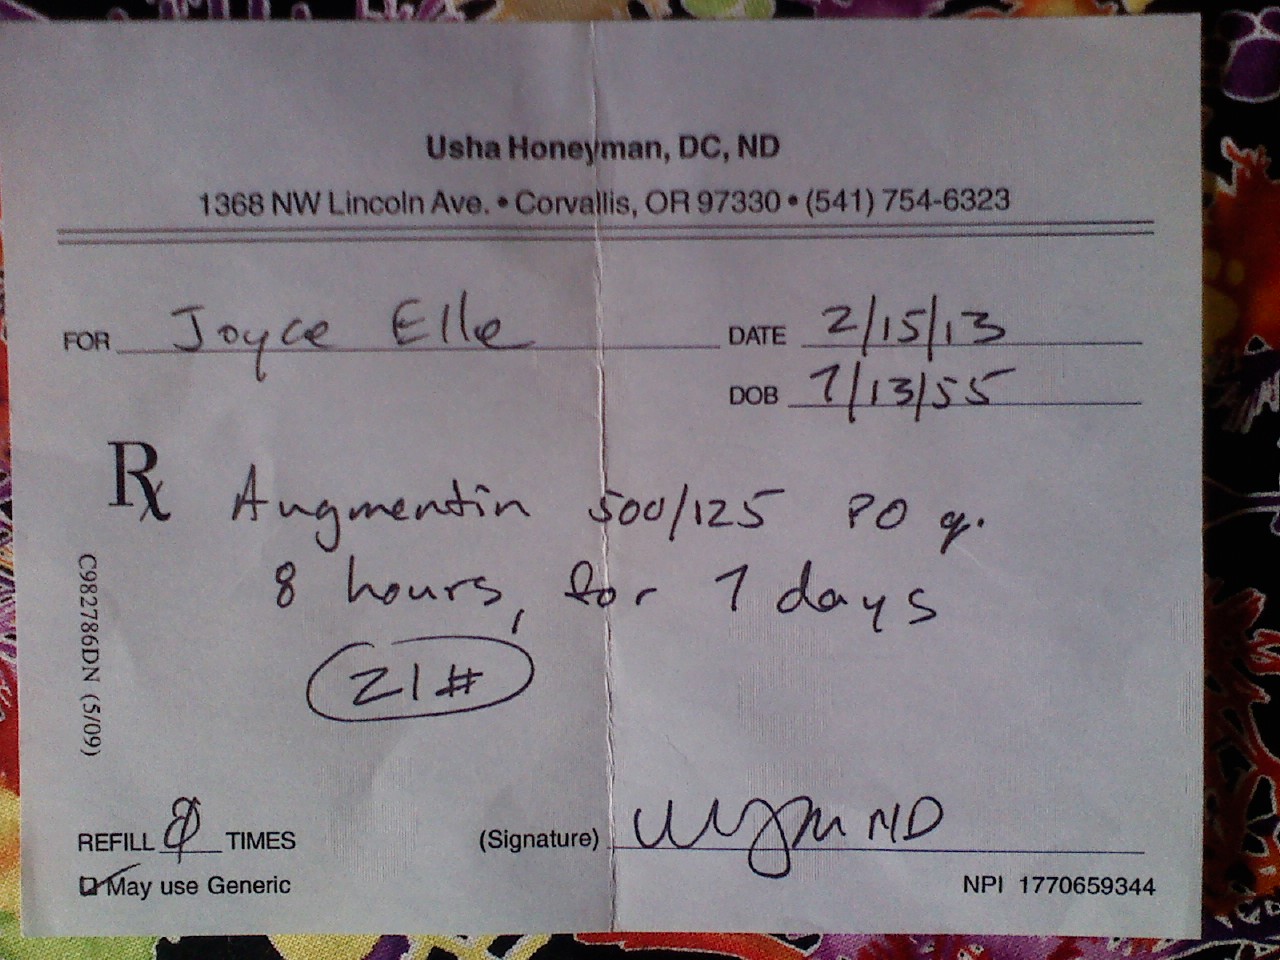 Usha Honeyman, DC, ND
1368 NW Lincoln Ave. • Corvallis, OR 97330 • (541) 754-6323
FOR Joyce Elle DATE 2/15/13
DOB 7/13/55
Rx Augmentin 500/125 PO q.
8 hours, for 7 days
21#
C982786DN (5/09)
REFILL 0 TIMES (Signature) ND
May use Generic NPI 1770659344